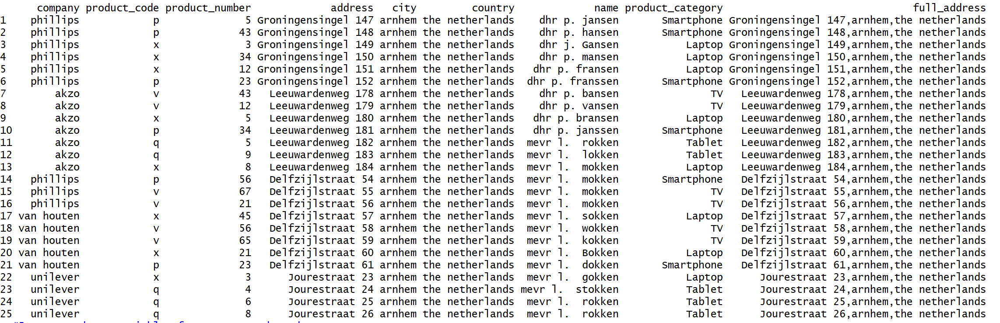 company product_code product_number address city country name product_category full_address
1 phillips p 5 Groningensingel 147 arnhem the netherlands dhr p. jansen Smartphone Groningensingel 147,arnhem,the netherlands
2 phillips p 43 Groningensingel 148 arnhem the netherlands dhr p. hansen Smartphone Groningensingel 148,arnhem,the netherlands
3 phillips x 3 Groningensingel 149 arnhem the netherlands dhr j. Gansen Laptop Groningensingel 149,arnhem,the netherlands
4 phillips x 34 Groningensingel 150 arnhem the netherlands dhr p. mansen Laptop Groningensingel 150,arnhem,the netherlands
5 phillips x 12 Groningensingel 151 arnhem the netherlands dhr p. fransen Laptop Groningensingel 151,arnhem,the netherlands
6 phillips p 23 Groningensingel 152 arnhem the netherlands dhr p. franssen Smartphone Groningensingel 152,arnhem,the netherlands
7 akzo v 43 Leeuwardenweg 178 arnhem the netherlands dhr p. bansen TV Leeuwardenweg 178,arnhem,the netherlands
8 akzo v 12 Leeuwardenweg 179 arnhem the netherlands dhr p. vansen TV Leeuwardenweg 179,arnhem,the netherlands
9 akzo x 5 Leeuwardenweg 180 arnhem the netherlands dhr p. bransen Laptop Leeuwardenweg 180,arnhem,the netherlands
10 akzo p 34 Leeuwardenweg 181 arnhem the netherlands dhr p. janssen Smartphone Leeuwardenweg 181,arnhem,the netherlands
11 akzo q 5 Leeuwardenweg 182 arnhem the netherlands mevr l. rokken Tablet Leeuwardenweg 182,arnhem,the netherlands
12 akzo q 9 Leeuwardenweg 183 arnhem the netherlands mevr l. lokken Tablet Leeuwardenweg 183,arnhem,the netherlands
13 akzo x 8 Leeuwardenweg 184 arnhem the netherlands mevr l. mokken Laptop Leeuwardenweg 184,arnhem,the netherlands
14 phillips p 56 Delfzijlstraat 54 arnhem the netherlands mevr l. mokken Smartphone Delfzijlstraat 54,arnhem,the netherlands
15 phillips v 67 Delfzijlstraat 55 arnhem the netherlands mevr l. mokken TV Delfzijlstraat 55,arnhem,the netherlands
16 phillips v 21 Delfzijlstraat 56 arnhem the netherlands mevr l. mokken TV Delfzijlstraat 56,arnhem,the netherlands
17 van houten x 45 Delfzijlstraat 57 arnhem the netherlands mevr l. sokken Laptop Delfzijlstraat 57,arnhem,the netherlands
18 van houten v 56 Delfzijlstraat 58 arnhem the netherlands mevr l. wokken TV Delfzijlstraat 58,arnhem,the netherlands
19 van houten v 65 Delfzijlstraat 59 arnhem the netherlands mevr l. kokken TV Delfzijlstraat 59,arnhem,the netherlands
20 van houten x 21 Delfzijlstraat 60 arnhem the netherlands mevr l. Bokken Laptop Delfzijlstraat 60,arnhem,the netherlands
21 van houten p 23 Delfzijlstraat 61 arnhem the netherlands mevr l. dokken Smartphone Delfzijlstraat 61,arnhem,the netherlands
22 unilever x 3 Jourestraat 23 arnhem the netherlands mevr l. gokken Laptop Jourestraat 23,arnhem,the netherlands
23 unilever q 4 Jourestraat 24 arnhem the netherlands mevr l. stokken Tablet Jourestraat 24,arnhem,the netherlands
24 unilever q 6 Jourestraat 25 arnhem the netherlands mevr l. rokken Tablet Jourestraat 25,arnhem,the netherlands
25 unilever q 8 Jourestraat 26 arnhem the netherlands mevr l. rokken Tablet Jourestraat 26,arnhem,the netherlands